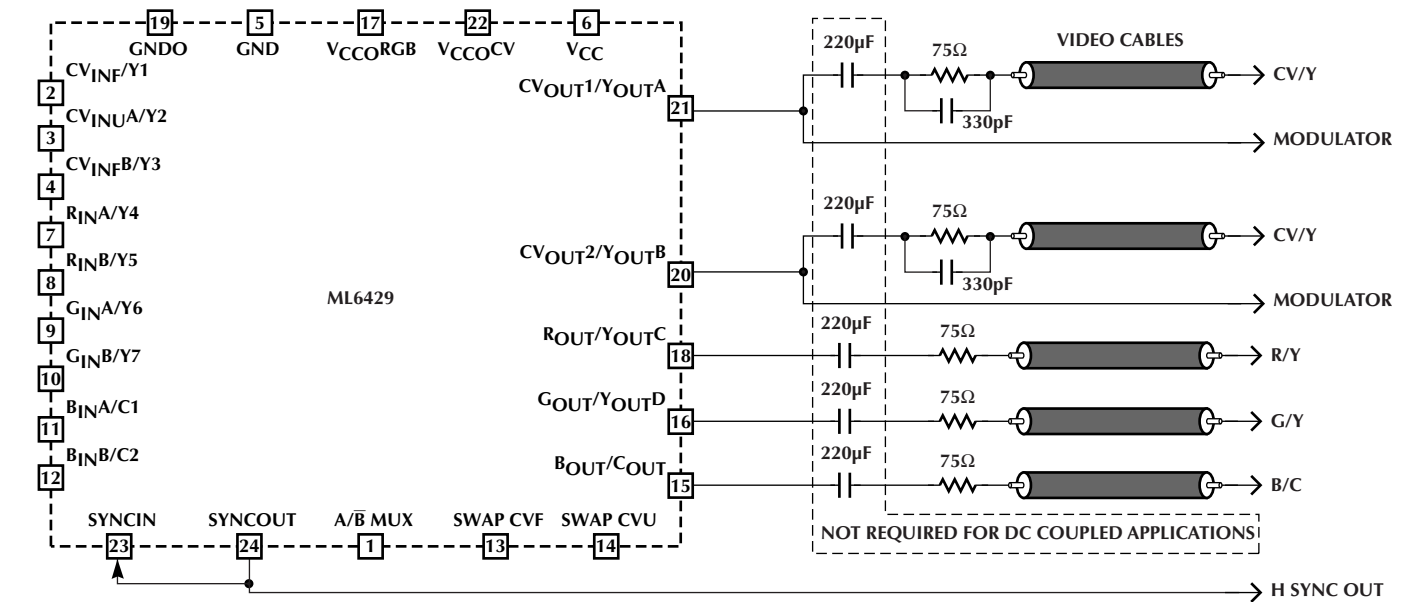 19 5 17 22 6
GNDO GND VCCORGB VCCOCV VCC
2 CVINF/Y1
3 CVINUA/Y2
4 CVINFB/Y3
7 RINA/Y4
8 RINB/Y5
9 GINA/Y6
10 GINB/Y7
11 BINA/C1
12 BINB/C2
ML6429
CVOUT1/YOUTA 21
CVOUT2/YOUTB 20
ROUT/YOUTC 18
GOUT/YOUTD 16
BOUT/COUT 15
SYNCIN SYNCOUT A/B̅ MUX SWAP CVF SWAP CVU
23 24 1 13 14
220µF 75Ω VIDEO CABLES
CV/Y
330pF
MODULATOR
220µF 75Ω
CV/Y
330pF
MODULATOR
220µF 75Ω
R/Y
220µF 75Ω
G/Y
220µF 75Ω
B/C
NOT REQUIRED FOR DC COUPLED APPLICATIONS
H SYNC OUT